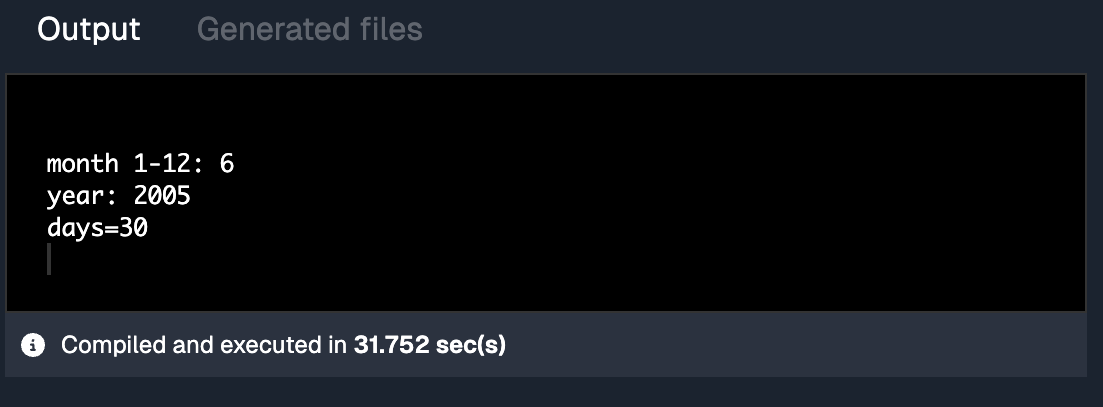 Output Generated files
month 1-12: 6
year: 2005
days=30
Compiled and executed in 31.752 sec(s)